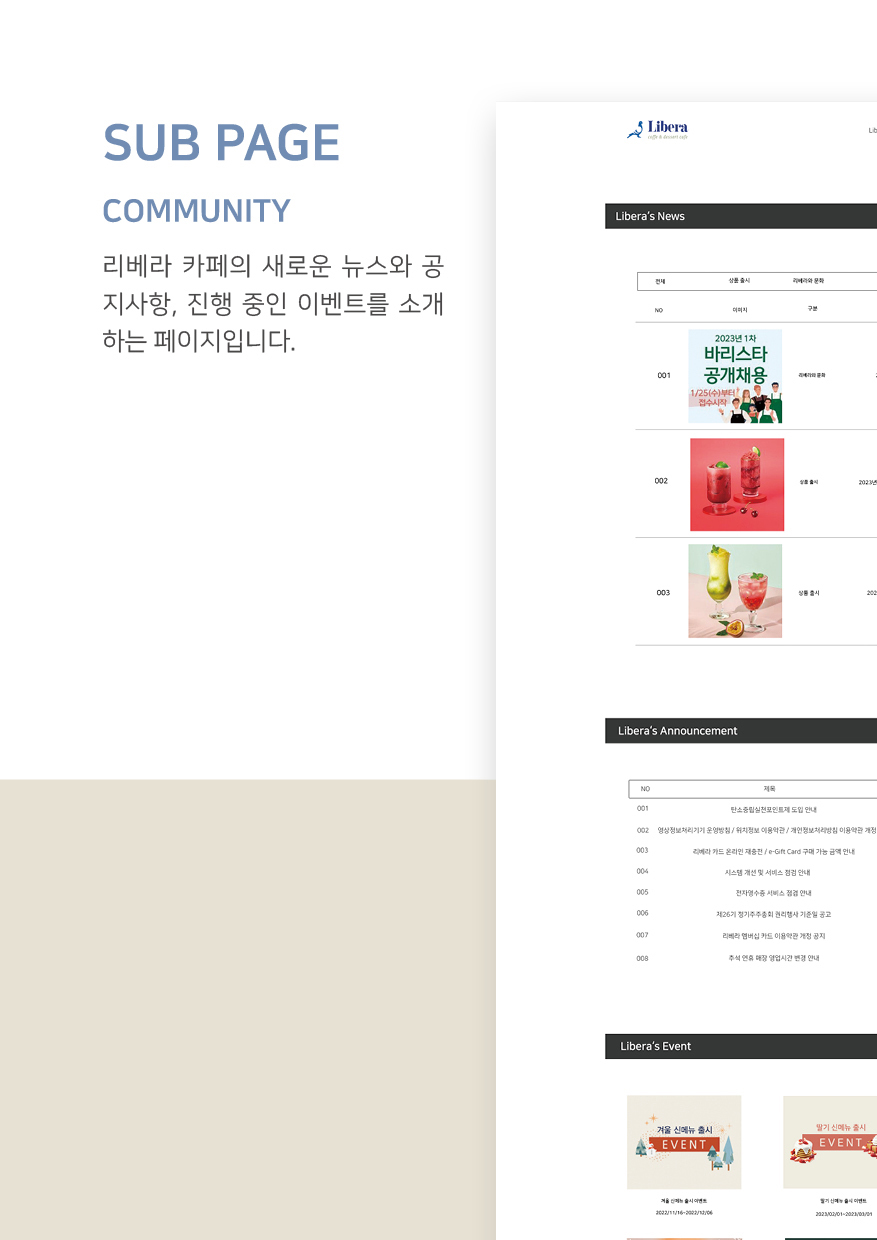 SUB PAGE
COMMUNITY
리베라 카페의 새로운 뉴스와 공
지사항, 진행 중인 이벤트를 소개
하는 페이지입니다.
Libera
caffe & dessert cafe
Lib
Libera's News
전체 상품 출시 리베라와 문화
NO 이미지 구분
001
2023년 1차
바리스타
공개채용
1/25(수)부터
접수시작
리베라와 문화
002 상품 출시 2023년
003 상품 출시 202
Libera's Announcement
NO 제목
001 탄소중립실천포인트제 도입 안내
002 영상정보처리기기 운영방침 / 위치정보 이용약관 / 개인정보처리방침 이용약관 개정
003 리베라 카드 온라인 재충전 / e-Gift Card 구매 가능 금액 안내
004 시스템 개선 및 서비스 점검 안내
005 전자영수증 서비스 점검 안내
006 제26기 정기주주총회 권리행사 기준일 공고
007 리베라 멤버십 카드 이용약관 개정 공지
008 추석 연휴 매장 영업시간 변경 안내
Libera's Event
겨울 신메뉴 출시
EVENT
딸기 신메뉴 출시
EVENT
겨울 신메뉴 출시 이벤트
2022/11/16~2022/12/06
딸기 신메뉴 출시 이벤트
2023/02/01~2023/03/01